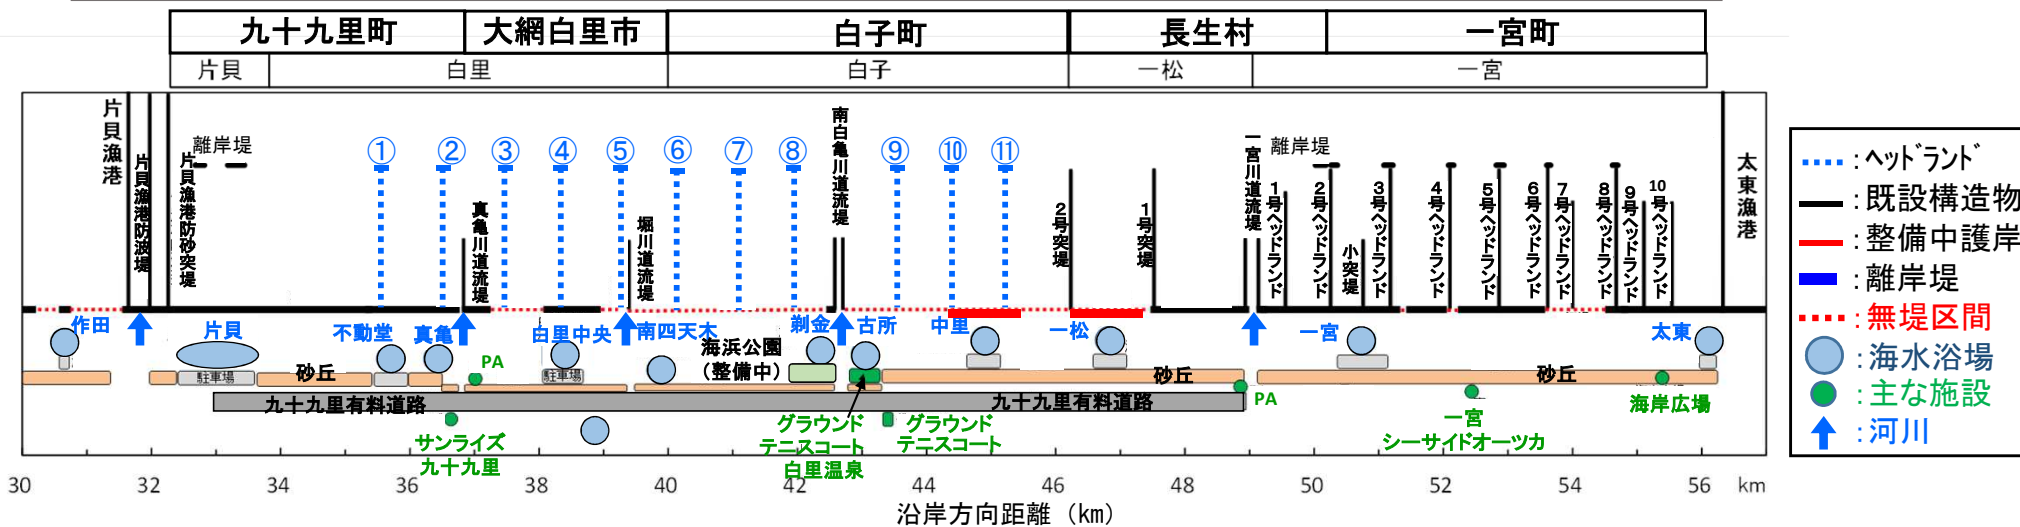 九十九里町 大網白里市 白子町 長生村 一宮町
片貝 白里 白子 一松 一宮
片貝漁港
片貝漁港防波堤
片貝漁港防砂突堤
離岸堤
①
②
真亀川導流堤
③
④
⑤
堀川導流堤
⑥
⑦
⑧
南白亀川導流堤
⑨
⑩
⑪
2号突堤
1号突堤
一宮川導流堤
離岸堤
1号ヘッドランド
2号ヘッドランド
小突堤
3号ヘッドランド
4号ヘッドランド
5号ヘッドランド
6号ヘッドランド
7号ヘッドランド
8号ヘッドランド
9号ヘッドランド
10号ヘッドランド
太東漁港
作田 片貝 不動堂 真亀 白里中央 南四天木 剃金 古所 中里 一松 一宮 太東
海浜公園
(整備中)
駐車場 砂丘 PA 駐車場 砂丘 PA 砂丘
九十九里有料道路 九十九里有料道路
サンライズ
九十九里
グラウンド
テニスコート
白里温泉
グラウンド
テニスコート
一宮
シーサイドオーツカ
海岸広場
30 32 34 36 38 40 42 44 46 48 50 52 54 56 km
沿岸方向距離 (km)
:ヘッドランド
:既設構造物
:整備中護岸
:離岸堤
:無堤区間
:海水浴場
:主な施設
:河川